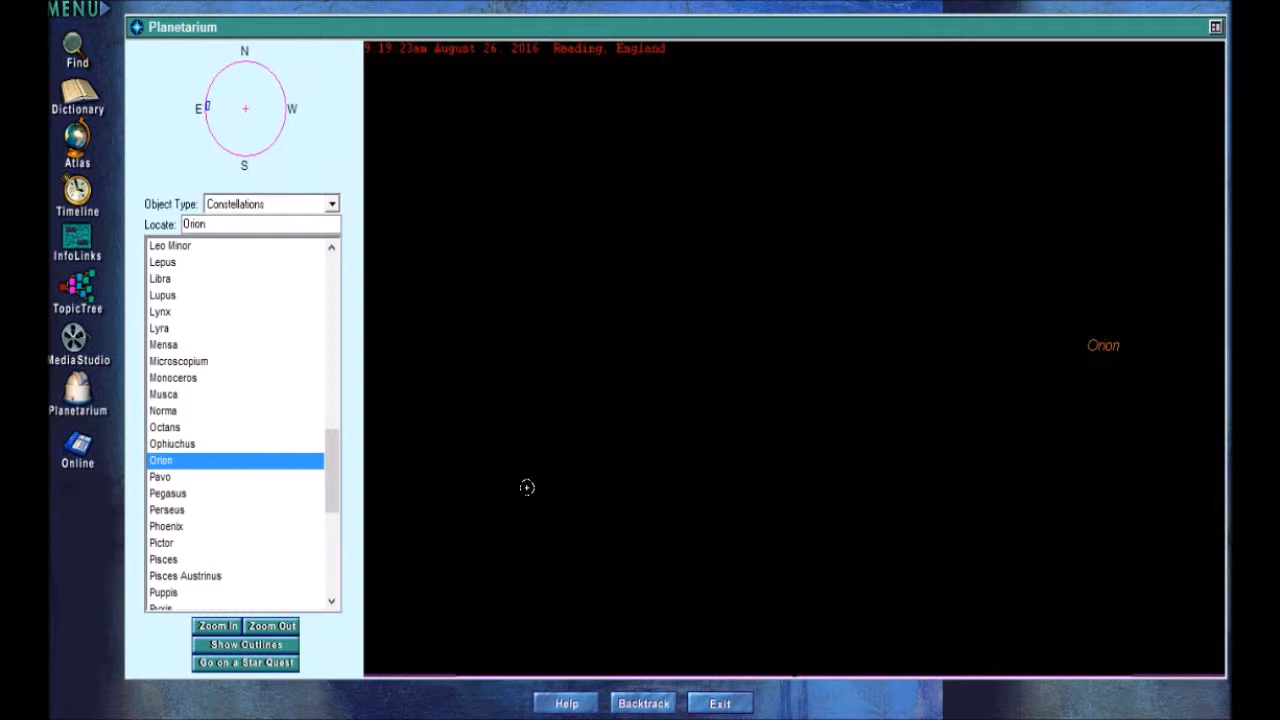 MENU
Planetarium
Find
Dictionary
Atlas
Timeline
InfoLinks
TopicTree
MediaStudio
Planetarium
Online
N
E
W
S
Object Type: Constellations
Locate: Orion
Leo Minor
Lepus
Libra
Lupus
Lynx
Lyra
Mensa
Microscopium
Monoceros
Musca
Norma
Octans
Ophiuchus
Orion
Pavo
Pegasus
Perseus
Phoenix
Pictor
Pisces
Pisces Austrinus
Puppis
Pyxis
Zoom In Zoom Out
Show Outlines
Go on a Star Quest
9 19 23am August 26. 2016 Reading, England
Orion
Help Backtrack Exit